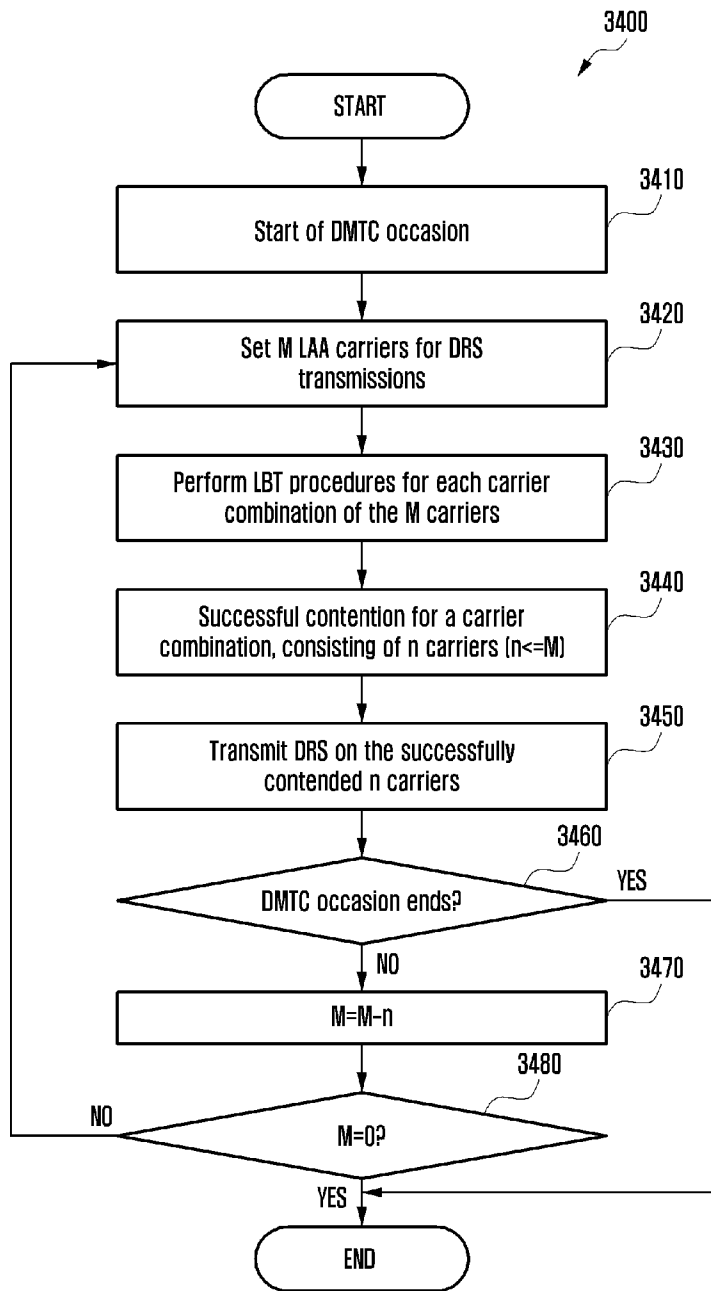 3400
START
3410
Start of DMTC occasion
3420
Set M LAA carriers for DRS
transmissions
3430
Perform LBT procedures for each carrier
combination of the M carriers
3440
Successful contention for a carrier
combination, consisting of n carriers (n<=M)
3450
Transmit DRS on the successfully
contended n carriers
3460
DMTC occasion ends?
YES
NO
3470
M=M-n
3480
M=0?
NO
YES
END